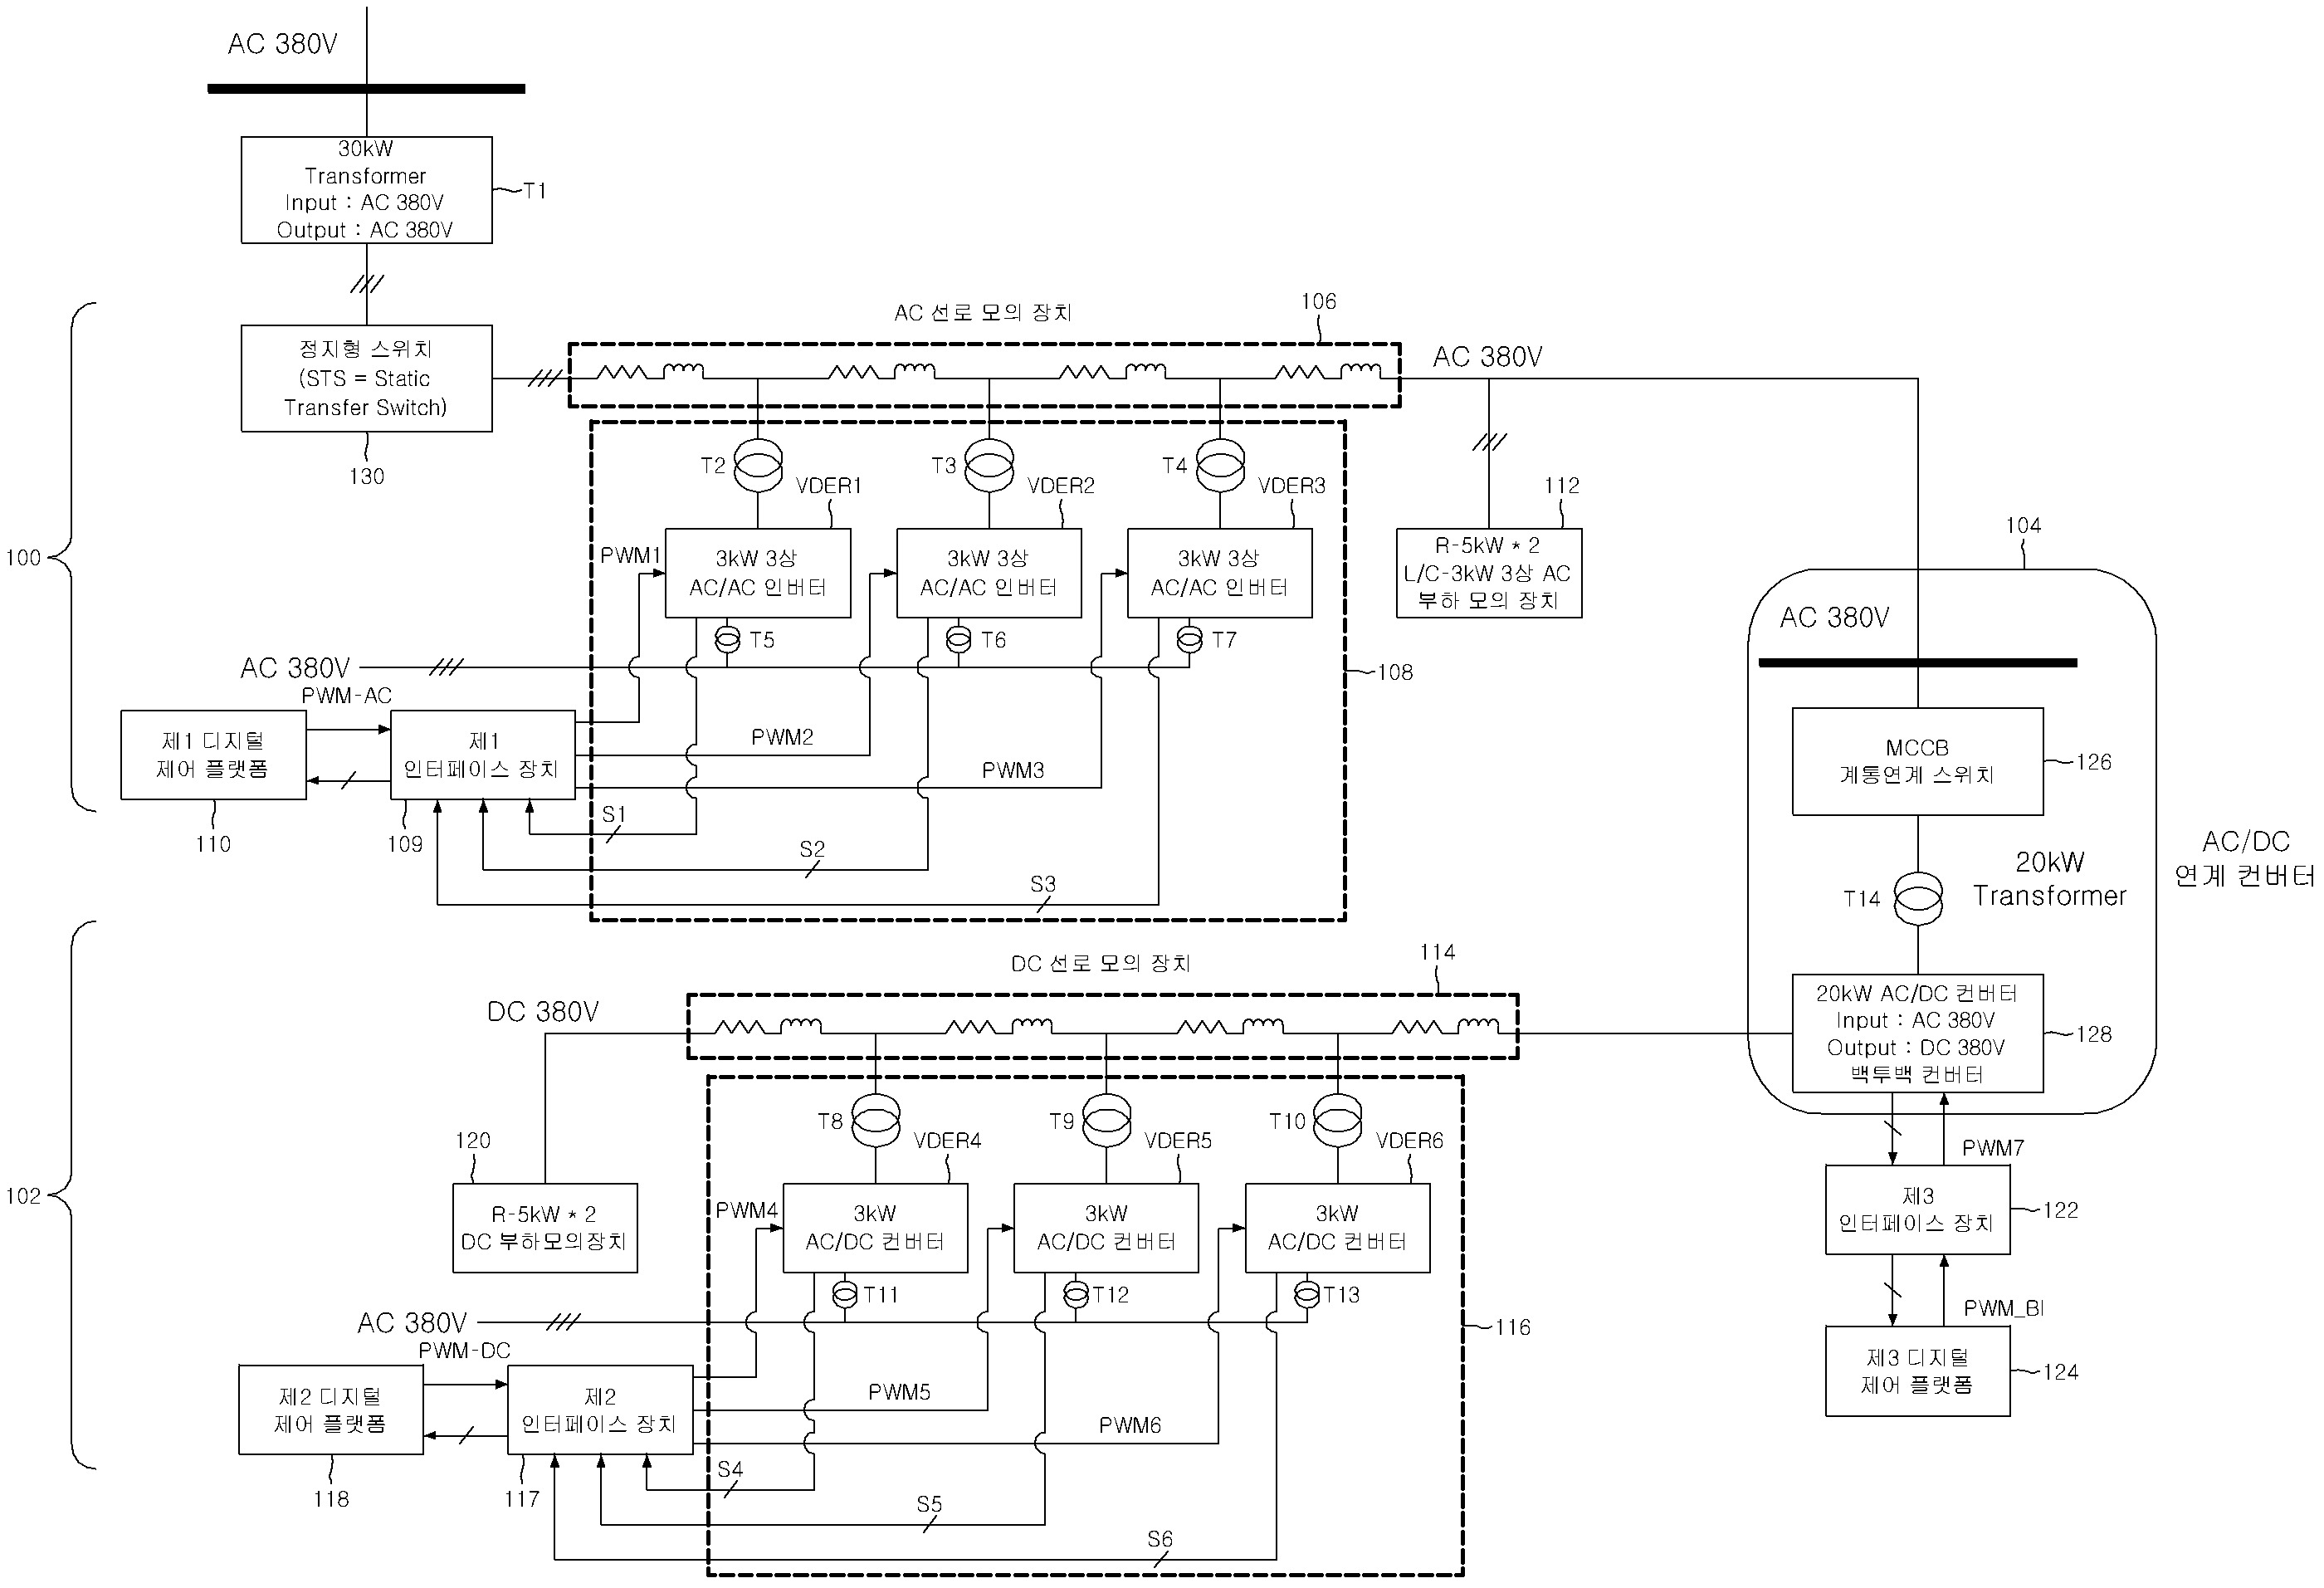 AC 380V
30kW
Transformer
Input : AC 380V
Output : AC 380V
T1
정지형 스위치
(STS = Static
Transfer Switch)
130
100
AC 선로 모의 장치
106
AC 380V
T2
T3
T4
VDER1
VDER2
VDER3
112
PWM1
3kW 3상
AC/AC 인버터
3kW 3상
AC/AC 인버터
3kW 3상
AC/AC 인버터
R-5kW * 2
L/C-3kW 3상 AC
부하 모의 장치
T5
T6
T7
AC 380V
108
PWM-AC
제1 디지털
제어 플랫폼
110
제1
인터페이스 장치
109
PWM2
PWM3
S1
S2
S3
104
AC 380V
MCCB
계통연계 스위치
126
20kW
Transformer
T14
AC/DC
연계 컨버터
20kW AC/DC 컨버터
Input : AC 380V
Output : DC 380V
백투백 컨버터
128
PWM7
제3
인터페이스 장치
122
PWM_BI
제3 디지털
제어 플랫폼
124
102
DC 선로 모의 장치
114
DC 380V
T8
T9
T10
120
VDER4
VDER5
VDER6
R-5kW * 2
DC 부하모의장치
PWM4
3kW
AC/DC 컨버터
3kW
AC/DC 컨버터
3kW
AC/DC 컨버터
T11
T12
T13
AC 380V
116
PWM-DC
제2 디지털
제어 플랫폼
118
제2
인터페이스 장치
117
PWM5
PWM6
S4
S5
S6